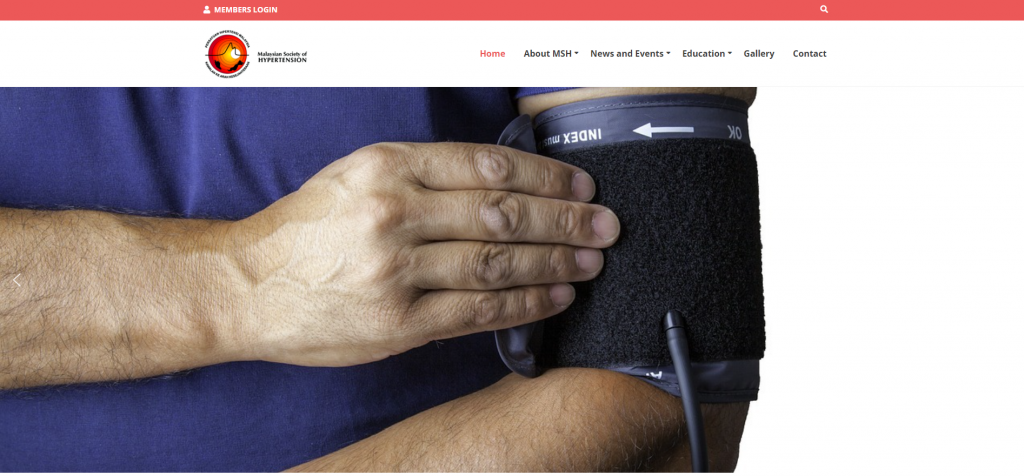 MEMBERS LOGIN
Malaysian Society of
HYPERTENSION
Home
About MSH
News and Events
Education
Gallery
Contact
INDEX
OK